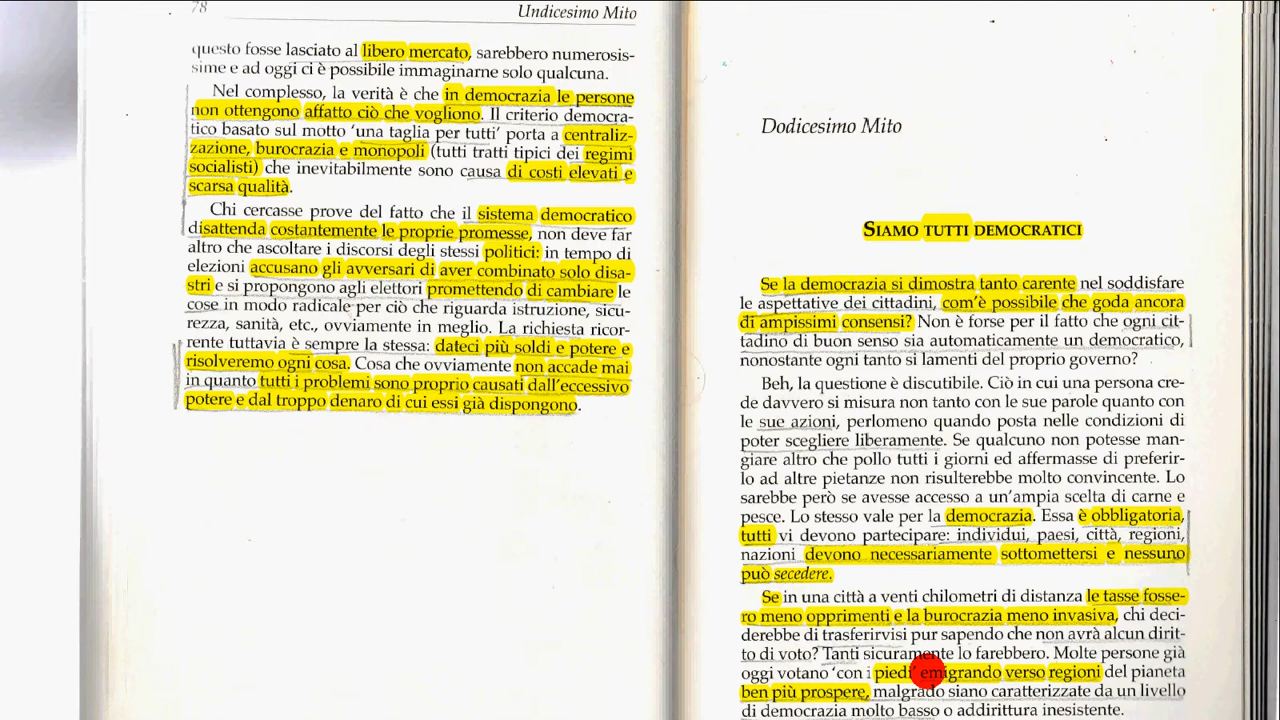 78
Undicesimo Mito
questo fosse lasciato al libero mercato, sarebbero numerosis-
sime e ad oggi ci è possibile immaginarne solo qualcuna.
Nel complesso, la verità è che in democrazia le persone
non ottengono affatto ciò che vogliono. Il criterio democra-
tico basato sul motto 'una taglia per tutti' porta a centraliz-
zazione, burocrazia e monopoli (tutti tratti tipici dei regimi
socialisti) che inevitabilmente sono causa di costi elevati e
scarsa qualità.
Chi cercasse prove del fatto che il sistema democratico
disattenda costantemente le proprie promesse, non deve far
altro che ascoltare i discorsi degli stessi politici: in tempo di
elezioni accusano gli avversari di aver combinato solo disa-
stri e si propongono agli elettori promettendo di cambiare le
cose in modo radicale per ciò che riguarda istruzione, sicu-
rezza, sanità, etc., ovviamente in meglio. La richiesta ricor-
rente tuttavia è sempre la stessa: dateci più soldi e potere e
risolveremo ogni cosa. Cosa che ovviamente non accade mai
in quanto tutti i problemi sono proprio causati dall'eccessivo
potere e dal troppo denaro di cui essi già dispongono.
Dodicesimo Mito
SIAMO TUTTI DEMOCRATICI
Se la democrazia si dimostra tanto carente nel soddisfare
le aspettative dei cittadini, com'è possibile che goda ancora
di ampissimi consensi? Non è forse per il fatto che ogni cit-
tadino di buon senso sia automaticamente un democratico,
nonostante ogni tanto si lamenti del proprio governo?
Beh, la questione è discutibile. Ciò in cui una persona cre-
de davvero si misura non tanto con le sue parole quanto con
le sue azioni, perlomeno quando posta nelle condizioni di
poter scegliere liberamente. Se qualcuno non potesse man-
giare altro che pollo tutti i giorni ed affermasse di preferir-
lo ad altre pietanze non risulterebbe molto convincente. Lo
sarebbe però se avesse accesso a un'ampia scelta di carne e
pesce. Lo stesso vale per la democrazia. Essa è obbligatoria,
tutti vi devono partecipare: individui, paesi, città, regioni,
nazioni devono necessariamente sottomettersi e nessuno
può secedere.
Se in una città a venti chilometri di distanza le tasse fosse-
ro meno opprimenti e la burocrazia meno invasiva, chi deci-
derebbe di trasferirvisi pur sapendo che non avrà alcun dirit-
to di voto? Tanti sicuramente lo farebbero. Molte persone già
oggi votano 'con i piedi' emigrando verso regioni del pianeta
ben più prospere, malgrado siano caratterizzate da un livello
di democrazia molto basso o addirittura inesistente.